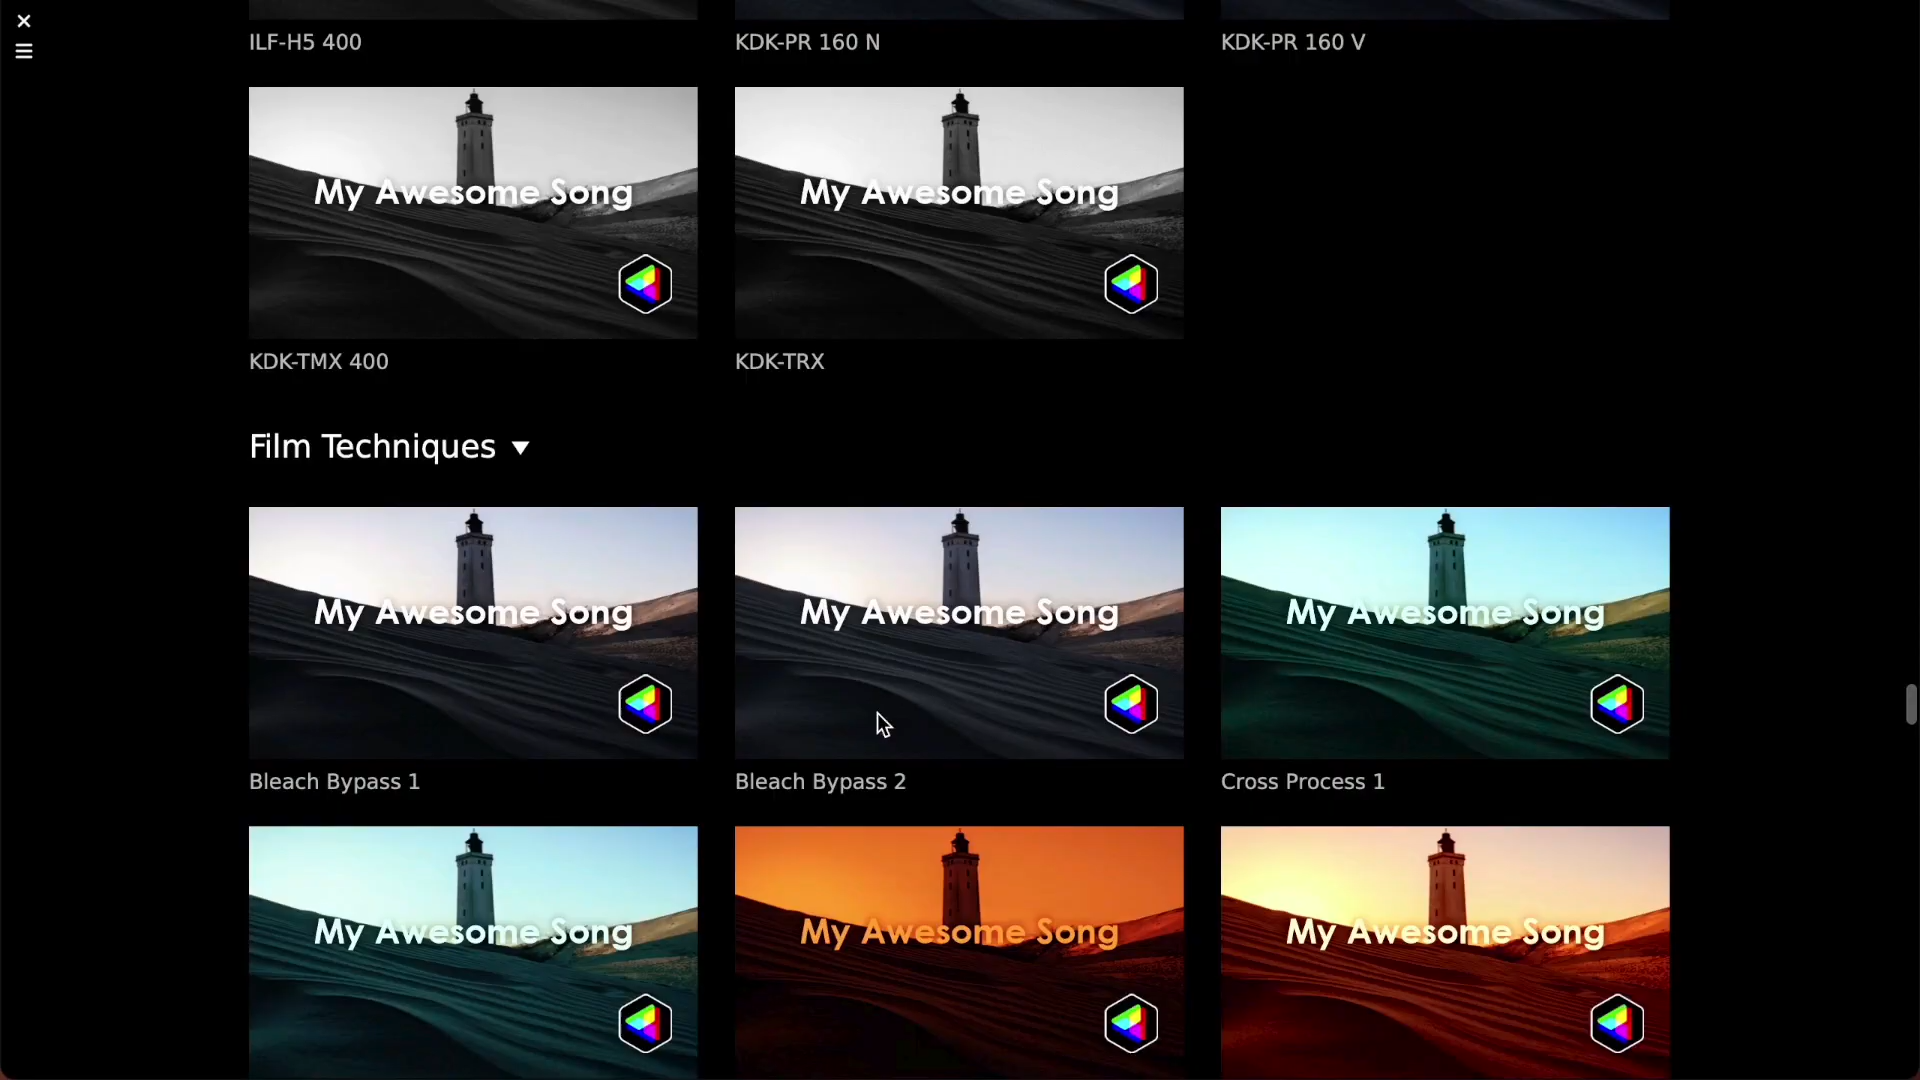 ILF-H5 400
KDK-PR 160 N
KDK-PR 160 V
My Awesome Song
My Awesome Song
KDK-TMX 400
KDK-TRX
Film Techniques
My Awesome Song
My Awesome Song
My Awesome Song
Bleach Bypass 1
Bleach Bypass 2
Cross Process 1
My Awesome Song
My Awesome Song
My Awesome Song